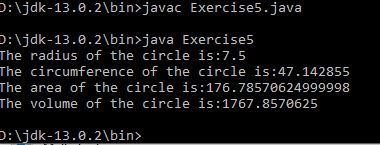 D:\jdk-13.0.2\bin>javac Exercise5.java
D:\jdk-13.0.2\bin>java Exercise5
The radius of the circle is:7.5
The circumference of the circle is:47.142855
The area of the circle is:176.78570624999998
The volume of the circle is:1767.8570625
D:\jdk-13.0.2\bin>